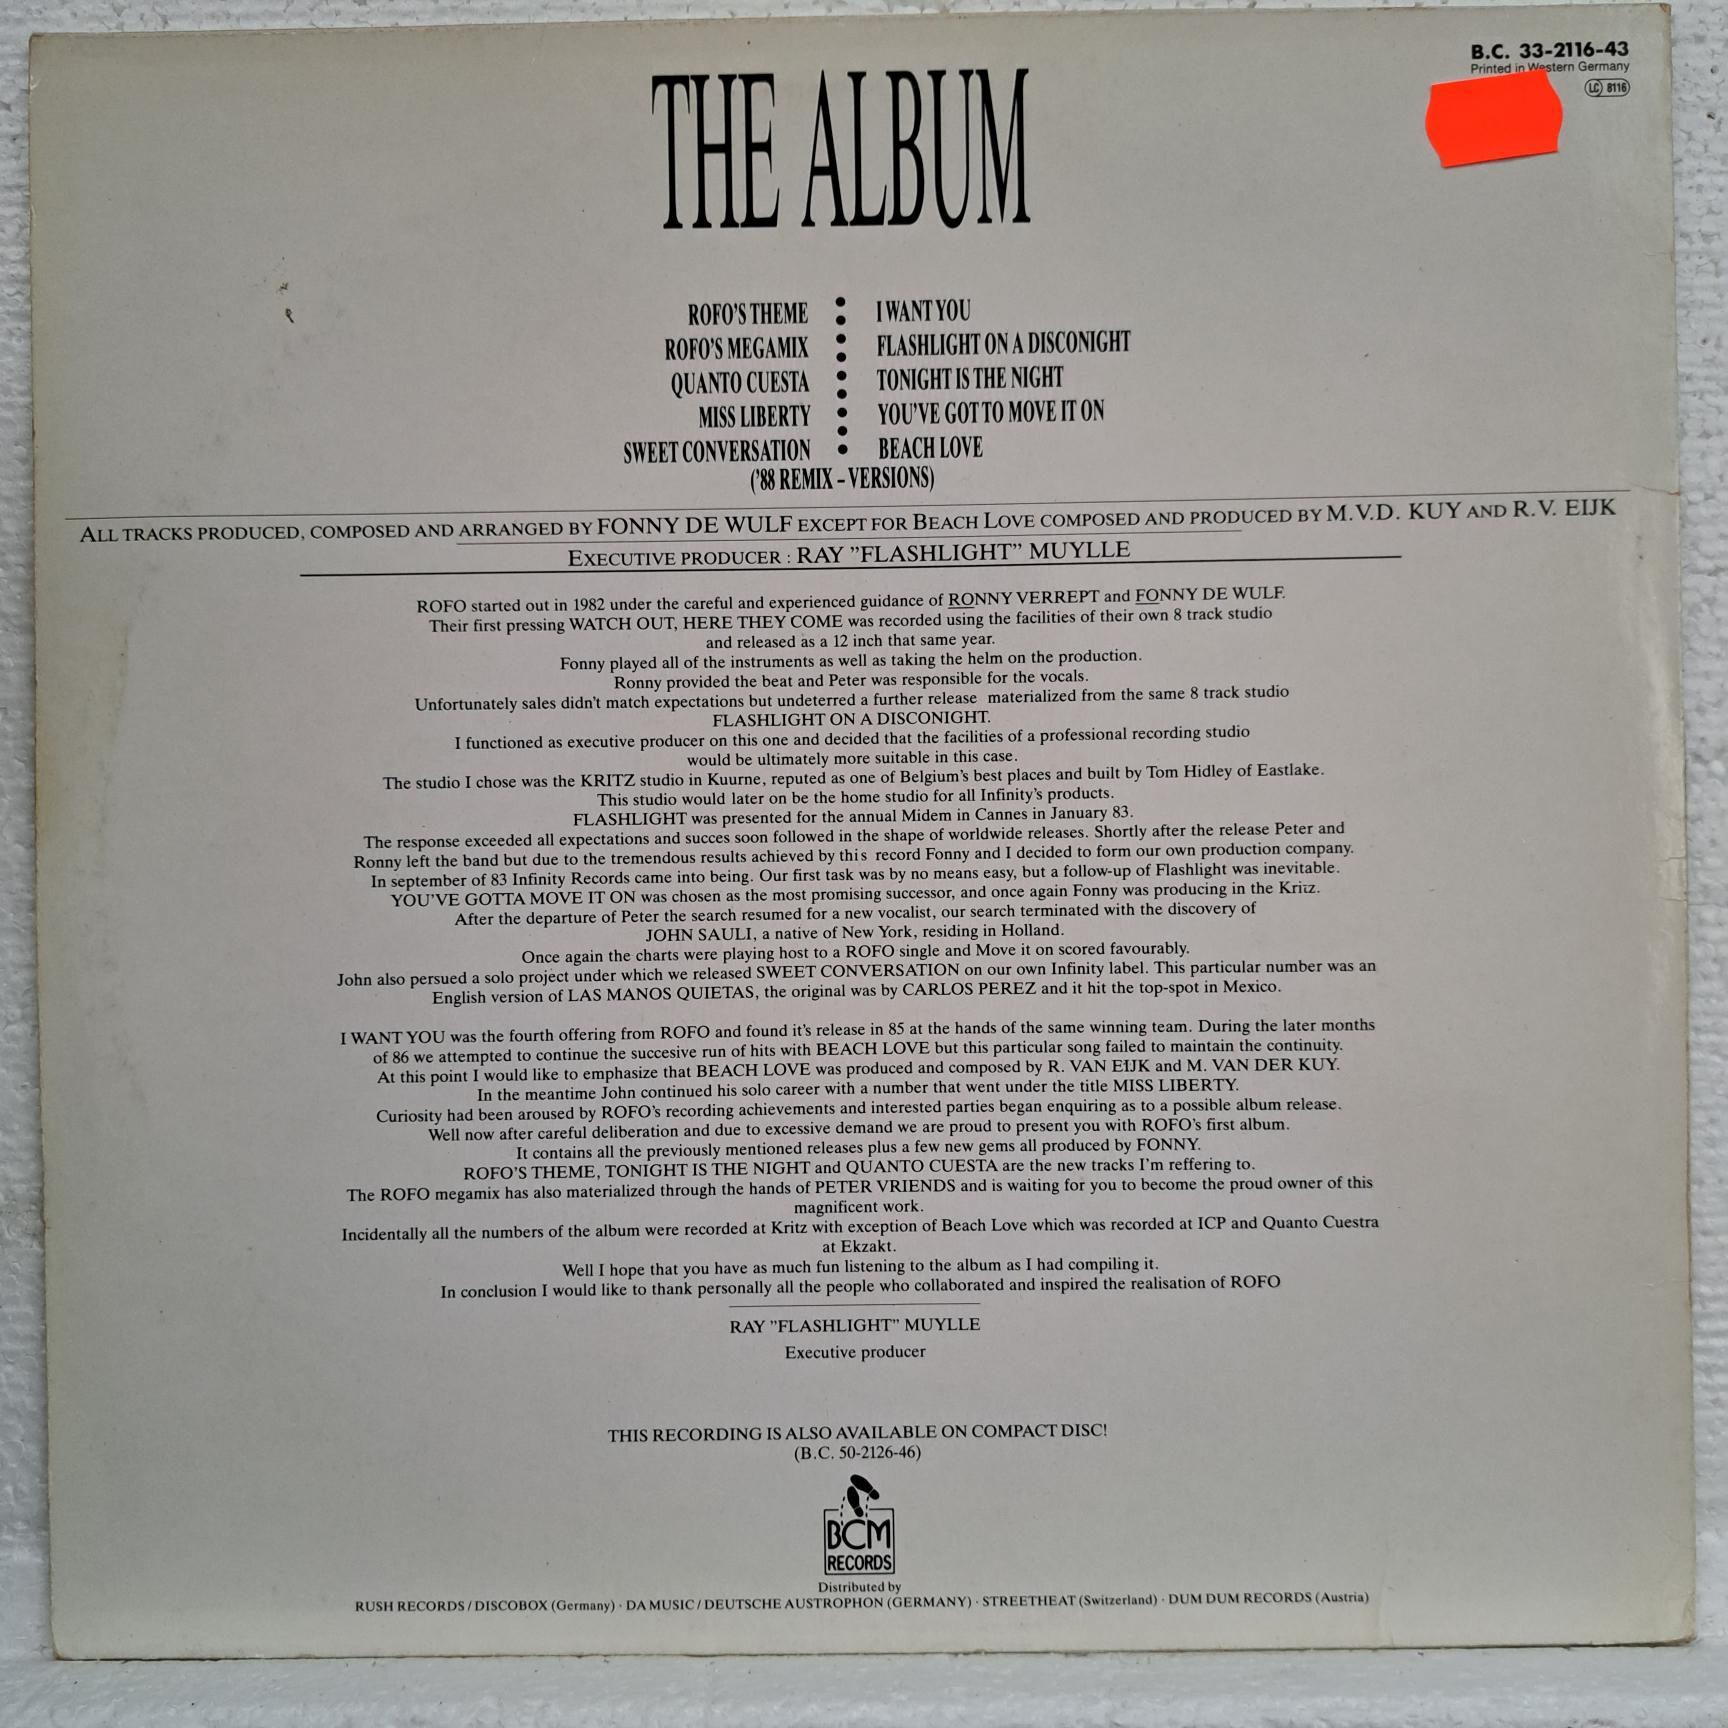 B.C. 33-2116-43
Printed in Western Germany
LC 8116
THE ALBUM
ROFO'S THEME
ROFO'S MEGAMIX
QUANTO CUESTA
MISS LIBERTY
SWEET CONVERSATION
I WANT YOU
FLASHLIGHT ON A DISCONIGHT
TONIGHT IS THE NIGHT
YOU'VE GOT TO MOVE IT ON
BEACH LOVE
('88 REMIX – VERSIONS)
ALL TRACKS PRODUCED, COMPOSED AND ARRANGED BY FONNY DE WULF EXCEPT FOR BEACH LOVE COMPOSED AND PRODUCED BY M.V.D. KUY AND R.V. EIJK
EXECUTIVE PRODUCER : RAY "FLASHLIGHT" MUYLLE
ROFO started out in 1982 under the careful and experienced guidance of RONNY VERREPT and FONNY DE WULF.
Their first pressing WATCH OUT, HERE THEY COME was recorded using the facilities of their own 8 track studio
and released as a 12 inch that same year.
Fonny played all of the instruments as well as taking the helm on the production.
Ronny provided the beat and Peter was responsible for the vocals.
Unfortunately sales didn't match expectations but undeterred a further release materialized from the same 8 track studio
FLASHLIGHT ON A DISCONIGHT.
I functioned as executive producer on this one and decided that the facilities of a professional recording studio
would be ultimately more suitable in this case.
The studio I chose was the KRITZ studio in Kuurne, reputed as one of Belgium's best places and built by Tom Hidley of Eastlake.
This studio would later on be the home studio for all Infinity's products.
FLASHLIGHT was presented for the annual Midem in Cannes in January 83.
The response exceeded all expectations and succes soon followed in the shape of worldwide releases. Shortly after the release Peter and
Ronny left the band but due to the tremendous results achieved by this record Fonny and I decided to form our own production company.
In september of 83 Infinity Records came into being. Our first task was by no means easy, but a follow-up of Flashlight was inevitable.
YOU'VE GOTTA MOVE IT ON was chosen as the most promising successor, and once again Fonny was producing in the Kritz.
After the departure of Peter the search resumed for a new vocalist, our search terminated with the discovery of
JOHN SAULI, a native of New York, residing in Holland.
Once again the charts were playing host to a ROFO single and Move it on scored favourably.
John also persued a solo project under which we released SWEET CONVERSATION on our own Infinity label. This particular number was an
English version of LAS MANOS QUIETAS, the original was by CARLOS PEREZ and it hit the top-spot in Mexico.
I WANT YOU was the fourth offering from ROFO and found it's release in 85 at the hands of the same winning team. During the later months
of 86 we attempted to continue the succesive run of hits with BEACH LOVE but this particular song failed to maintain the continuity.
At this point I would like to emphasize that BEACH LOVE was produced and composed by R. VAN EIJK and M. VAN DER KUY.
In the meantime John continued his solo career with a number that went under the title MISS LIBERTY.
Curiosity had been aroused by ROFO's recording achievements and interested parties began enquiring as to a possible album release.
Well now after careful deliberation and due to excessive demand we are proud to present you with ROFO's first album.
It contains all the previously mentioned releases plus a few new gems all produced by FONNY.
ROFO'S THEME, TONIGHT IS THE NIGHT and QUANTO CUESTA are the new tracks I'm reffering to.
The ROFO megamix has also materialized through the hands of PETER VRIENDS and is waiting for you to become the proud owner of this
magnificent work.
Incidentally all the numbers of the album were recorded at Kritz with exception of Beach Love which was recorded at ICP and Quanto Cuestra
at Ekzakt.
Well I hope that you have as much fun listening to the album as I had compiling it.
In conclusion I would like to thank personally all the people who collaborated and inspired the realisation of ROFO
RAY "FLASHLIGHT" MUYLLE
Executive producer
THIS RECORDING IS ALSO AVAILABLE ON COMPACT DISC!
(B.C. 50-2126-46)
BCM
RECORDS
Distributed by
RUSH RECORDS / DISCOBOX (Germany) · DA MUSIC / DEUTSCHE AUSTROPHON (GERMANY) · STREETHEAT (Switzerland) · DUM DUM RECORDS (Austria)